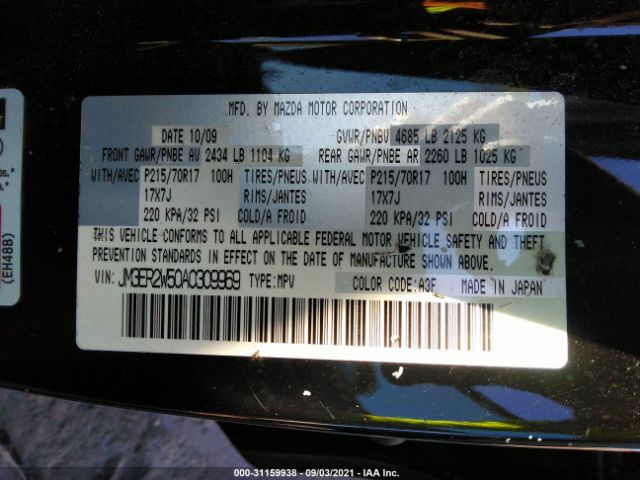 MFD. BY MAZDA MOTOR CORPORATION
DATE 10/09 GVWR/PNBV 4685 LB 2125 KG
FRONT GAWR/PNBE AV 2434 LB 1104 KG REAR GAWR/PNBE AR 2260 LB 1025 KG
WITH/AVEC P215/70R17 100H TIRES/PNEUS WITH/AVEC P215/70R17 100H TIRES/PNEUS
17X7J RIMS/JANTES 17X7J RIMS/JANTES
220 KPA/32 PSI COLD/A FROID 220 KPA/32 PSI COLD/A FROID
THIS VEHICLE CONFORMS TO ALL APPLICABLE FEDERAL MOTOR VEHICLE SAFETY AND THEFT
PREVENTION STANDARDS IN EFFECT ON THE DATE OF MANUFACTURE SHOWN ABOVE.
VIN: JM3ER2W50A0309969 TYPE: MPV COLOR CODE: A3F MADE IN JAPAN
(EH48B)
000-31159938 - 09/03/2021 - IAA Inc.